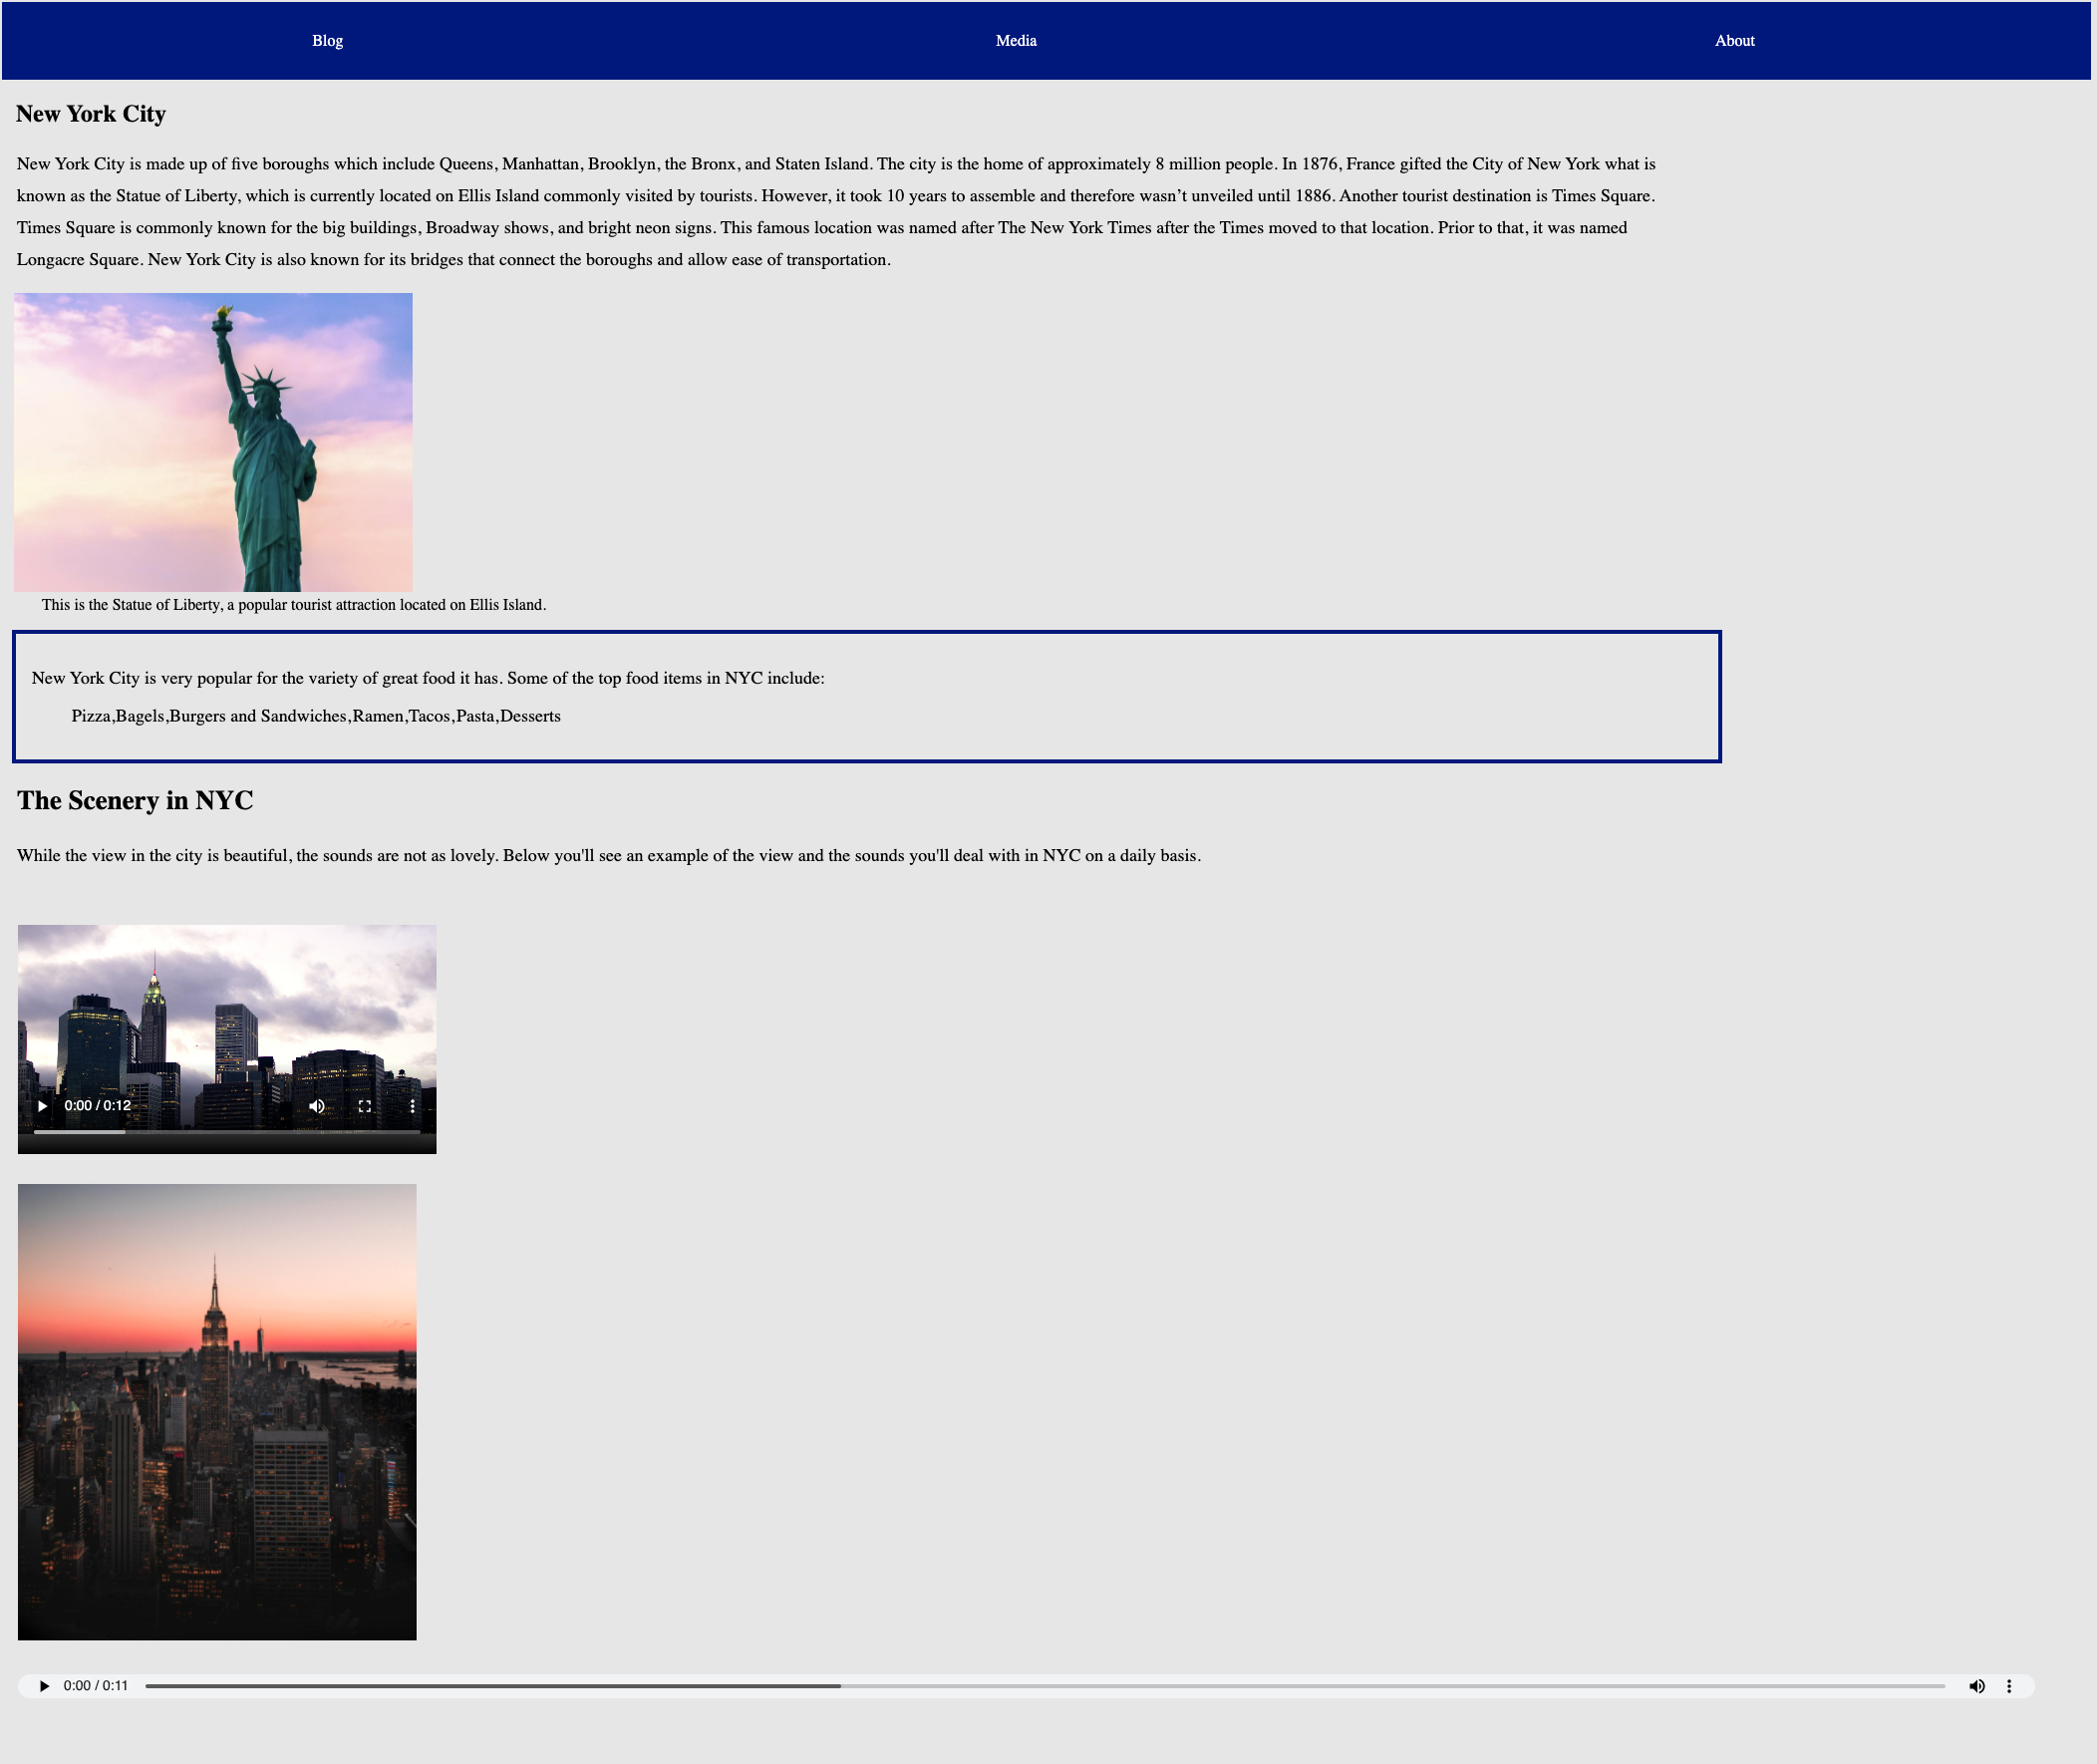 Blog Media About
New York City
New York City is made up of five boroughs which include Queens, Manhattan, Brooklyn, the Bronx, and Staten Island. The city is the home of approximately 8 million people. In 1876, France gifted the City of New York what is
known as the Statue of Liberty, which is currently located on Ellis Island commonly visited by tourists. However, it took 10 years to assemble and therefore wasn’t unveiled until 1886. Another tourist destination is Times Square.
Times Square is commonly known for the big buildings, Broadway shows, and bright neon signs. This famous location was named after The New York Times after the Times moved to that location. Prior to that, it was named
Longacre Square. New York City is also known for its bridges that connect the boroughs and allow ease of transportation.
This is the Statue of Liberty, a popular tourist attraction located on Ellis Island.
New York City is very popular for the variety of great food it has. Some of the top food items in NYC include:
Pizza,Bagels,Burgers and Sandwiches,Ramen,Tacos,Pasta,Desserts
The Scenery in NYC
While the view in the city is beautiful, the sounds are not as lovely. Below you'll see an example of the view and the sounds you'll deal with in NYC on a daily basis.
0:00 / 0:12
0:00 / 0:11